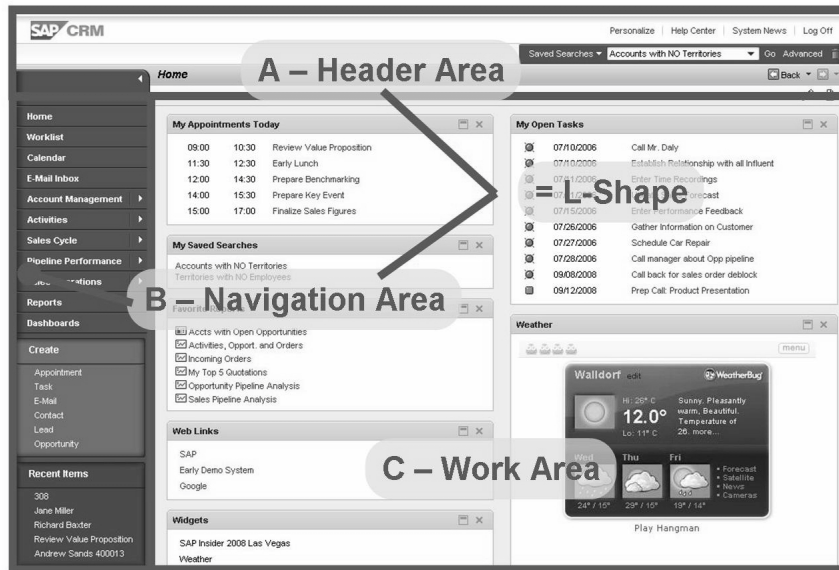 SAP CRM
Personalize | Help Center | System News | Log Off
Saved Searches Accounts with NO Territories Go Advanced
Home Back
A – Header Area
Home
Worklist
Calendar
E-Mail Inbox
Account Management
Activities
Sales Cycle
Pipeline Performance
Reports
Dashboards
Create
Appointment
Task
E-Mail
Contact
Lead
Opportunity
Recent Items
308
Jane Miller
Richard Baxter
Review Value Proposition
Andrew Sands 400013
B – Navigation Area
My Appointments Today
09:00 10:30 Review Value Proposition
11:30 12:30 Early Lunch
12:00 14:30 Prepare Benchmarking
14:00 15:30 Prepare Key Event
15:00 17:00 Finalize Sales Figures
My Saved Searches
Accounts with NO Territories
Territories with NO Employees
Favorite Reports
Accts with Open Opportunities
Activities, Opport. and Orders
Incoming Orders
My Top 5 Quotations
Opportunity Pipeline Analysis
Sales Pipeline Analysis
Web Links
SAP
Early Demo System
Google
Widgets
SAP Insider 2008 Las Vegas
Weather
C – Work Area
My Open Tasks
07/10/2006 Call Mr. Daly
07/10/2006 Establish Relationship with all Influent
Enter Time Recordings
= L-Shape
07/15/2006 Enter Performance Feedback
07/26/2006 Gather Information on Customer
07/27/2006 Schedule Car Repair
07/28/2006 Call manager about Opp pipeline
09/08/2008 Call back for sales order deblock
09/12/2008 Prep Call: Product Presentation
Weather
menu
Walldorf edit WeatherBug
Hi: 26° C
12.0°
Lo: 11° C
Sunny. Pleasantly
warm, Beautiful.
Temperature of
26. more...
Wed Thu Fri
24° / 15° 29° / 15° 19° / 14°
• Forecast
• Satellite
• News
• Cameras
Play Hangman